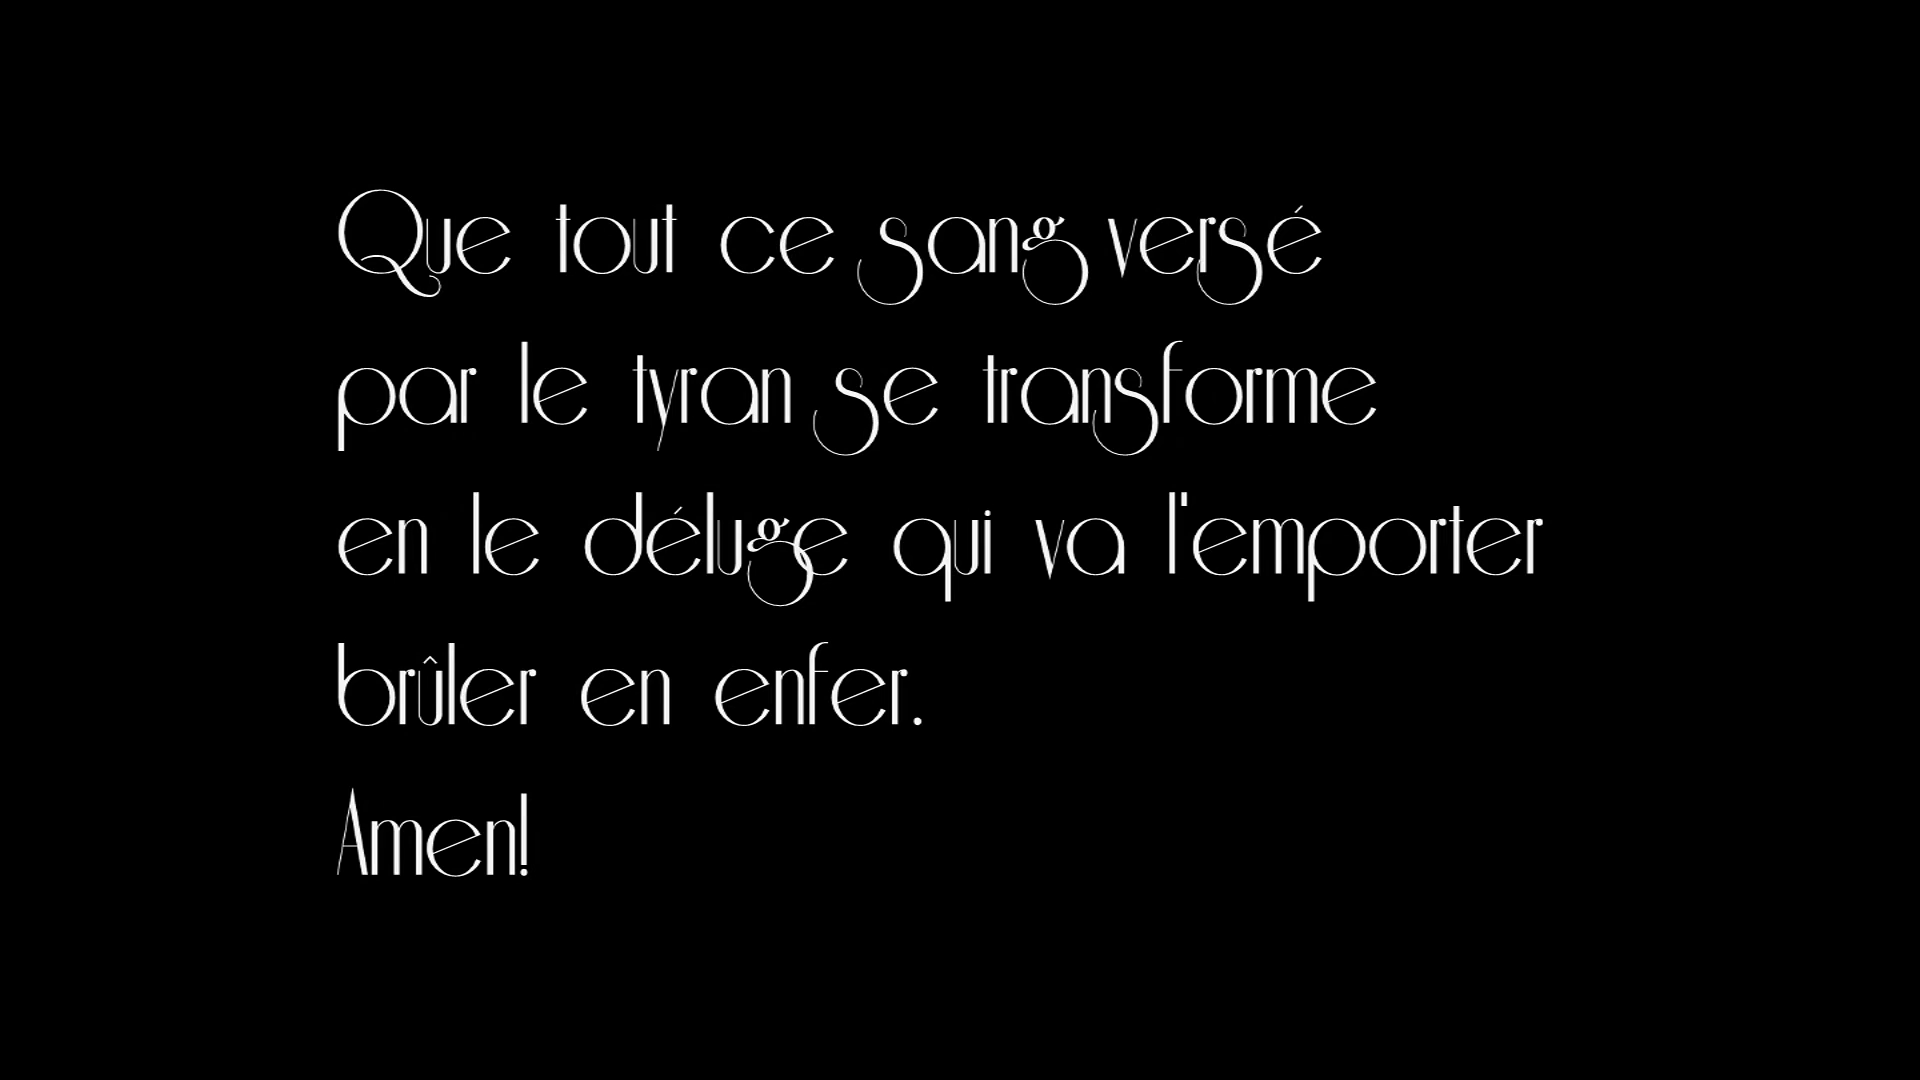 Que tout ce sang versé
par le tyran se transforme
en le déluge qui va l'emporter
brûler en enfer.
Amen!